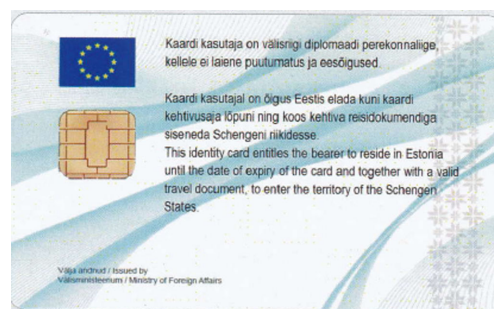 Kaardi kasutaja on välisriigi diplomaadi perekonnaliige,
kellele ei laiene puutumatus ja eesõigused.
Kaardi kasutajal on õigus Eestis elada kuni kaardi
kehtivusaja lõpuni ning koos kehtiva reisidokumendiga
siseneda Schengeni riikidesse.
This identity card entitles the bearer to reside in Estonia
until the date of expiry of the card and together with a valid
travel document, to enter the territory of the Schengen
States.
Välja andnud / Issued by
Välisministeerium / Ministry of Foreign Affairs